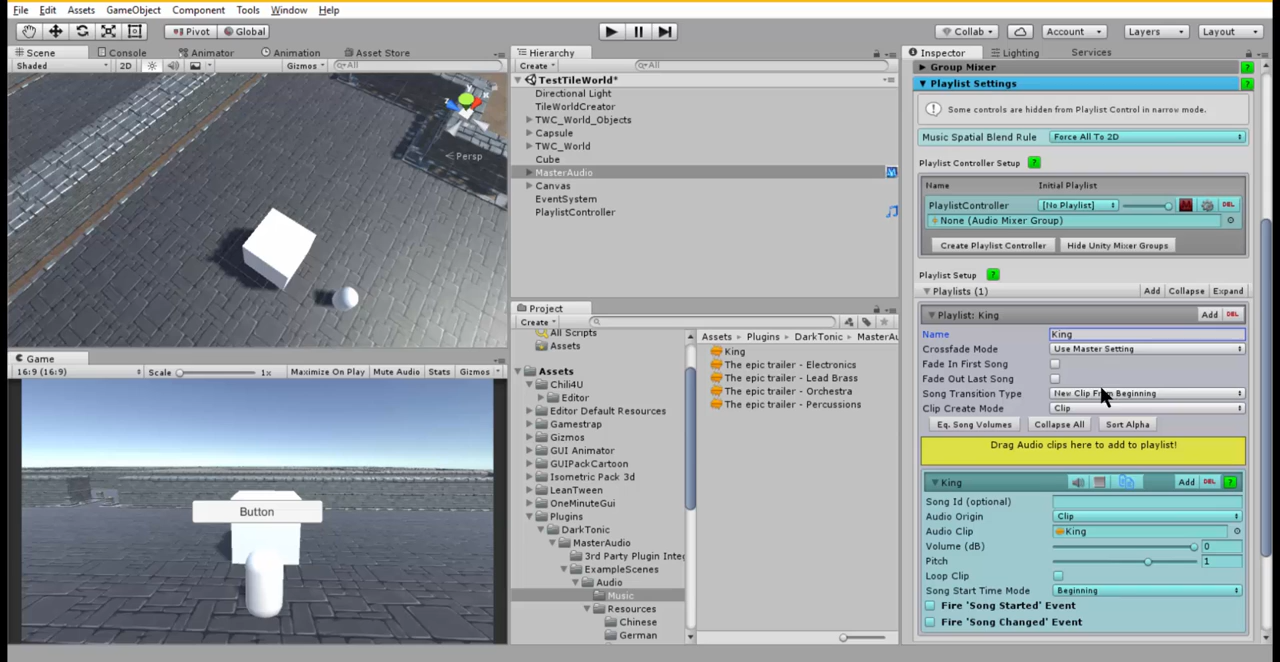 File Edit Assets GameObject Component Tools Window Help
Pivot Global Collab Account Layers Layout
Scene Console Animator Animation Asset Store
Shaded 2D Gizmos All
Persp
Game
16:9 (16:9) Scale 1x Maximize On Play Mute Audio Stats Gizmos
Button
Hierarchy
Create All
TestTileWorld*
Directional Light
TileWorldCreator
TWC_World_Objects
Capsule
TWC_World
Cube
MasterAudio
Canvas
EventSystem
PlaylistController
Project
Create
All Scripts
Assets
Assets
Chili4U
Editor
Editor Default Resources
Gamestrap
Gizmos
GUI Animator
GUIPackCartoon
Isometric Pack 3d
LeanTween
OneMinuteGui
Plugins
DarkTonic
MasterAudio
3rd Party Plugin Integ
ExampleScenes
Audio
Music
Resources
Chinese
German
Assets Plugins DarkTonic MasterAu
King
The epic trailer - Electronics
The epic trailer - Lead Brass
The epic trailer - Orchestra
The epic trailer - Percussions
Inspector Lighting Services
Group Mixer ?
Playlist Settings ?
Some controls are hidden from Playlist Control in narrow mode.
Music Spatial Blend Rule Force All To 2D
Playlist Controller Setup ?
Name Initial Playlist
PlaylistController [No Playlist] M DEL
None (Audio Mixer Group)
Create Playlist Controller Hide Unity Mixer Groups
Playlist Setup ?
Playlists (1) Add Collapse Expand
Playlist: King Add DEL
Name King
Crossfade Mode Use Master Setting
Fade In First Song
Fade Out Last Song
Song Transition Type New Clip From Beginning
Clip Create Mode Clip
Eq. Song Volumes Collapse All Sort Alpha
Drag Audio clips here to add to playlist!
King Add DEL ?
Song Id (optional)
Audio Origin Clip
Audio Clip King
Volume (dB) 0
Pitch 1
Loop Clip
Song Start Time Mode Beginning
Fire 'Song Started' Event
Fire 'Song Changed' Event